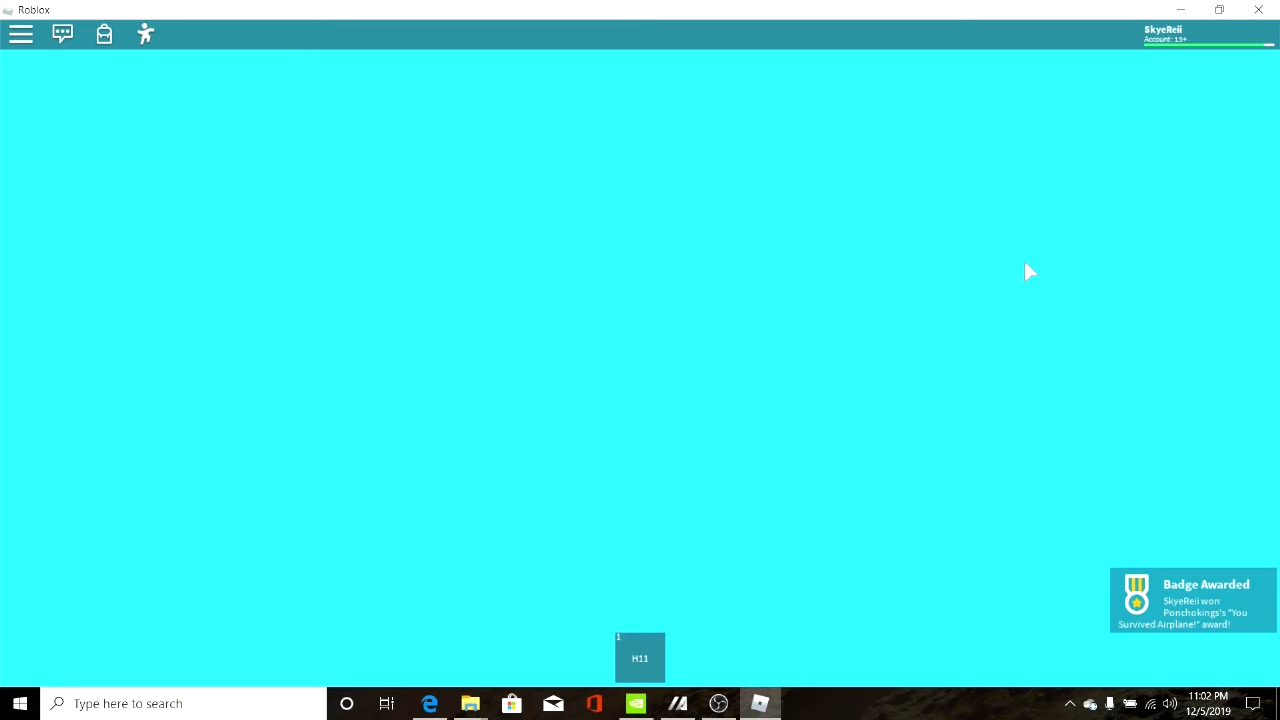 Roblox
SkyeReii
Account: 13+
Badge Awarded
SkyeReii won
Ponchokings's "You
Survived Airplane!" award!
1
H11
Type here to search
11:02 PM
12/5/2019